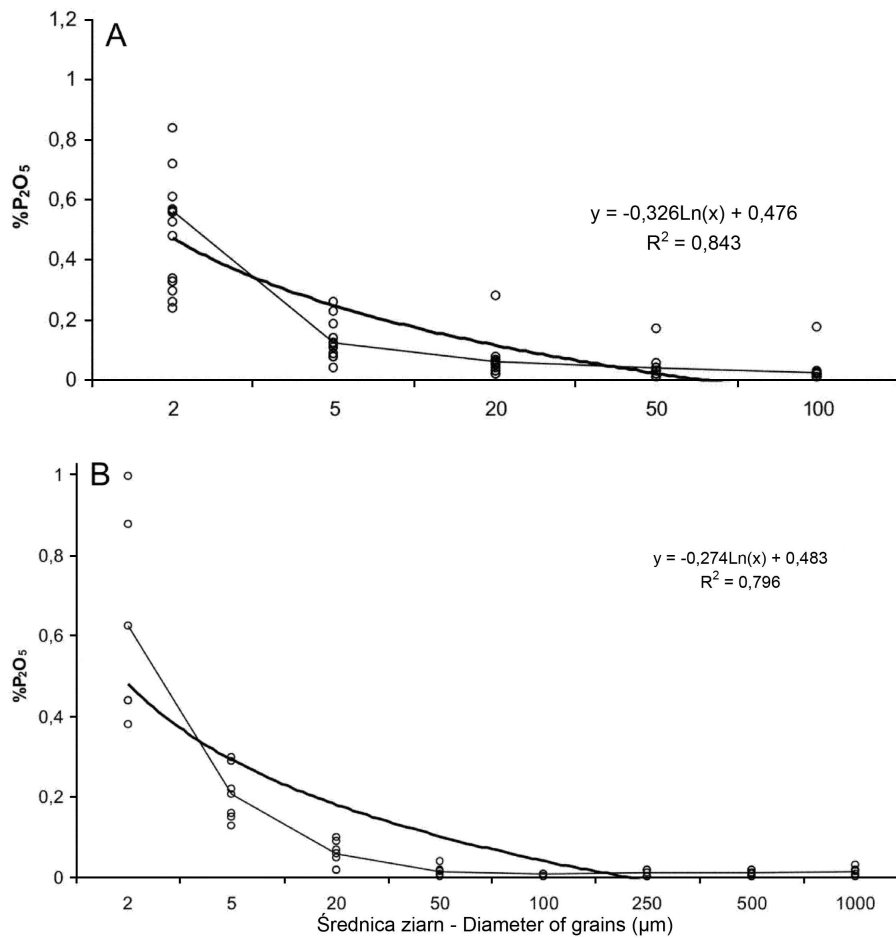 A
1,2
1
0,8
0,6
0,4
0,2
0
%P₂O₅
y = -0,326Ln(x) + 0,476
R² = 0,843
2 5 20 50 100
B
1
0,8
0,6
0,4
0,2
0
%P₂O₅
y = -0,274Ln(x) + 0,483
R² = 0,796
2 5 20 50 100 250 500 1000
Średnica ziarn - Diameter of grains (µm)